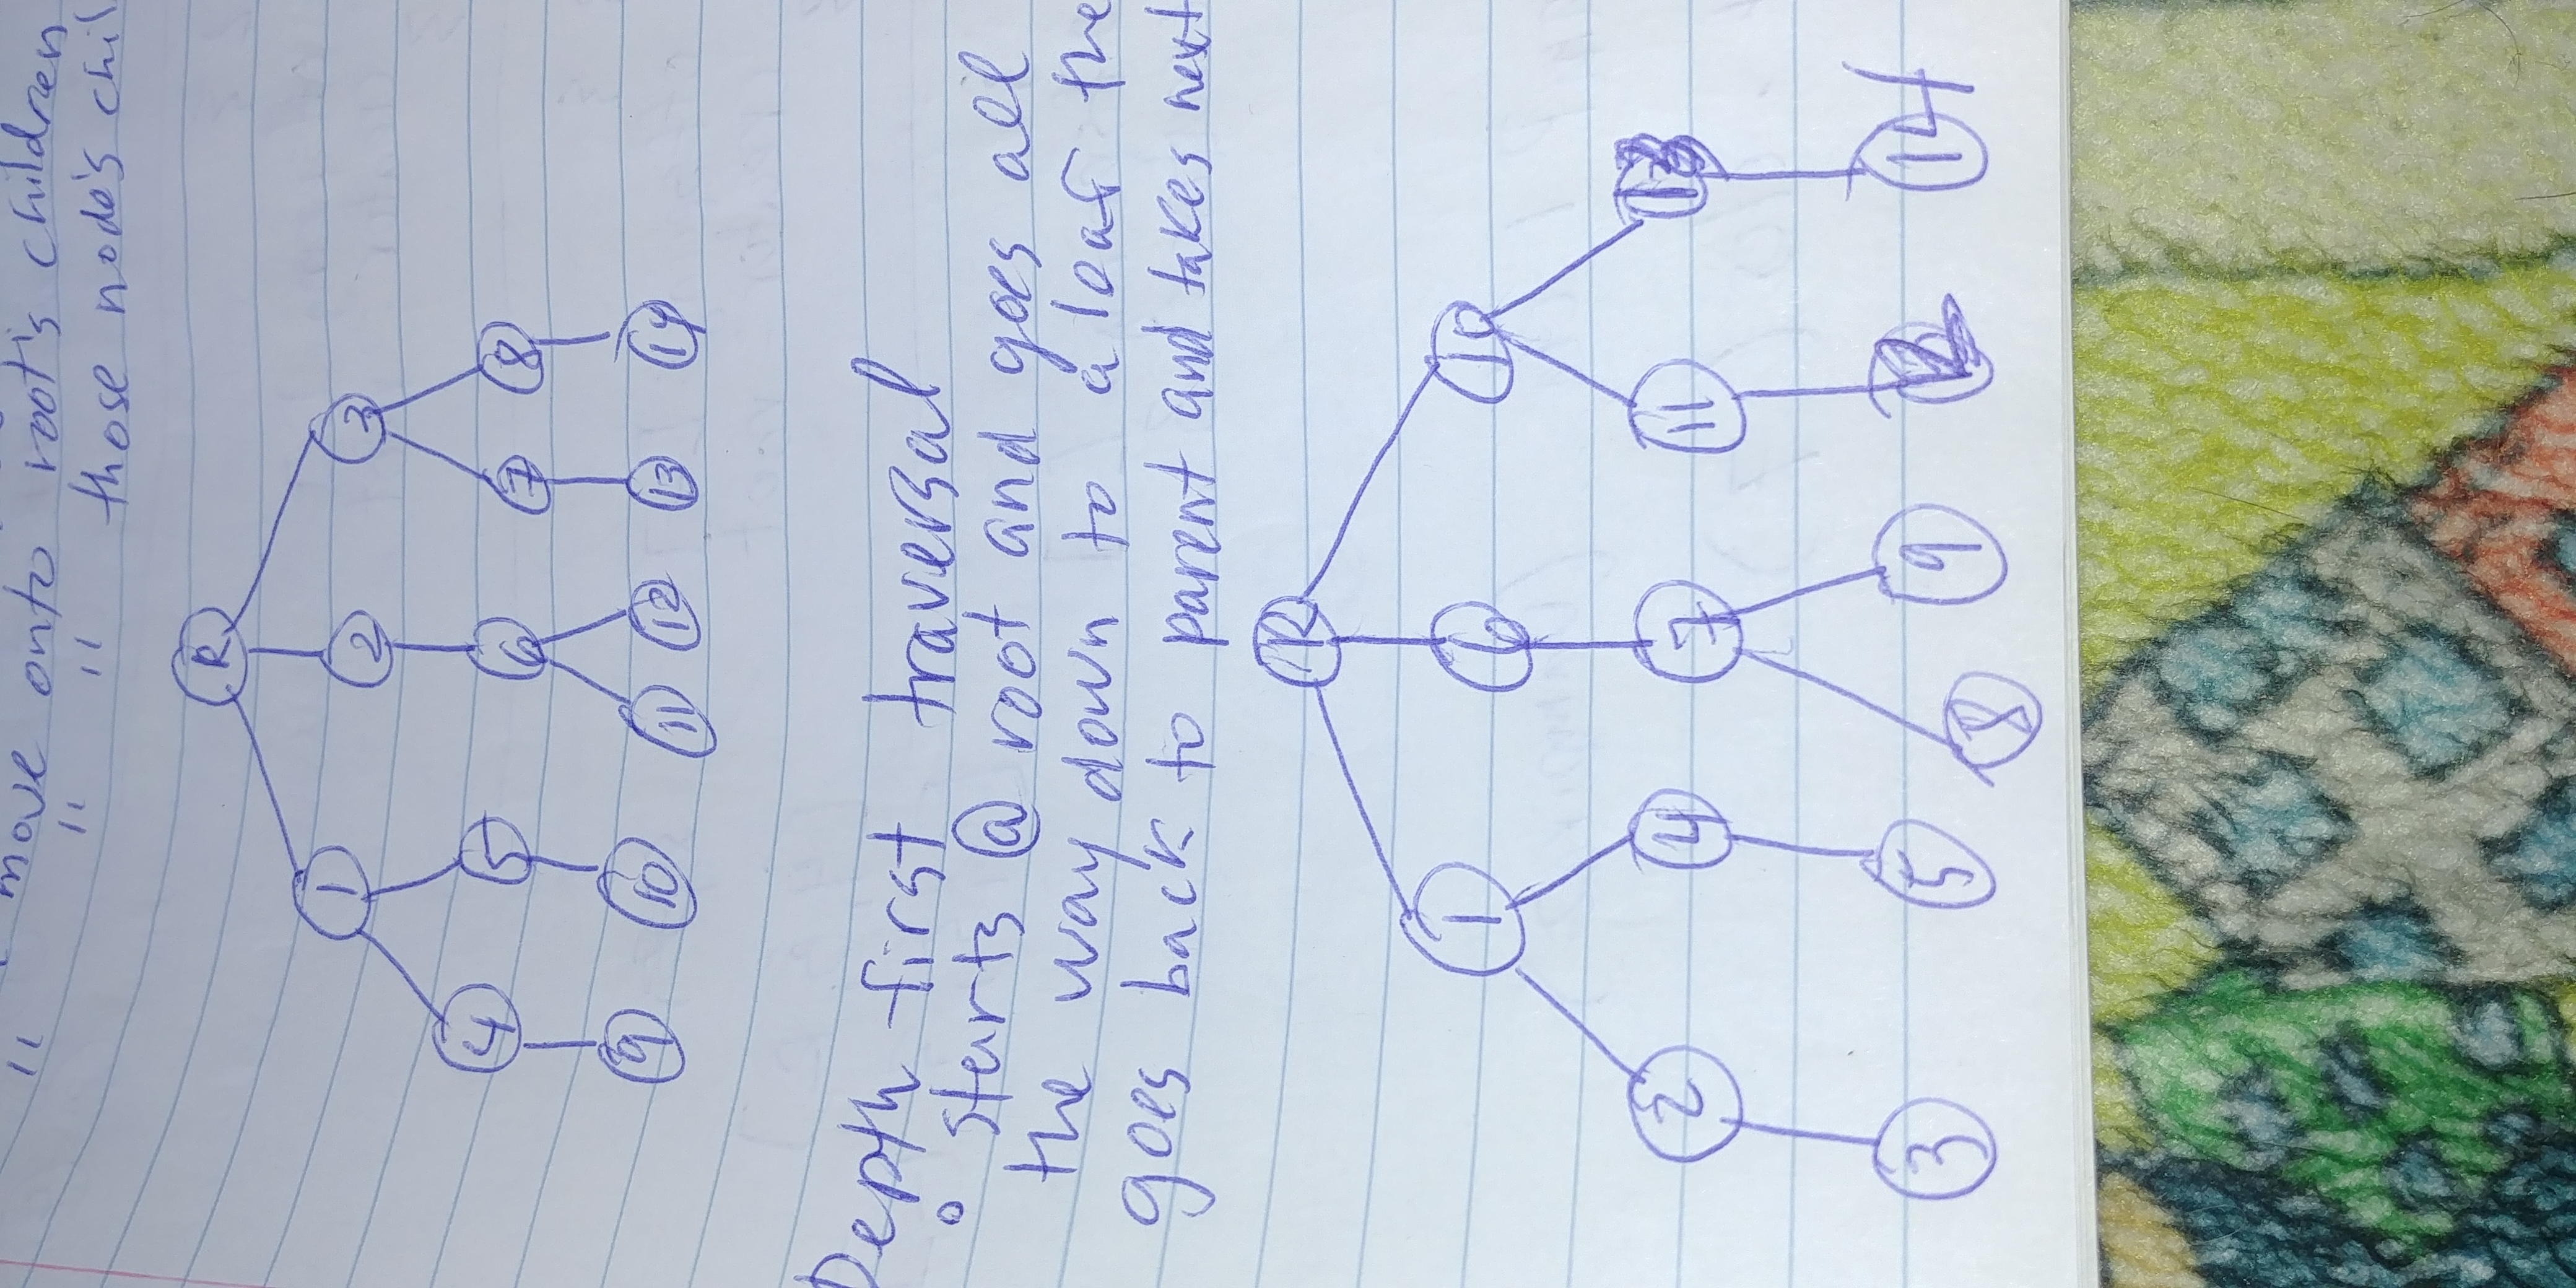 " move onto root's children
" " those node's chil
R
1 2 3
4 5 6 7 8
9 10 11 12 13 14
Depth first traversal
° starts @ root and goes all
the way down to a leaf the
goes back to parent and takes next
R
1 6 10
2 4 7 11 13
3 5 8 9 12 14